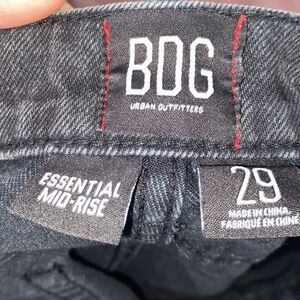 BDG
URBAN OUTFITTERS
ESSENTIAL
MID-RISE
29
MADE IN CHINA
FABRIQUÉ EN CHINE